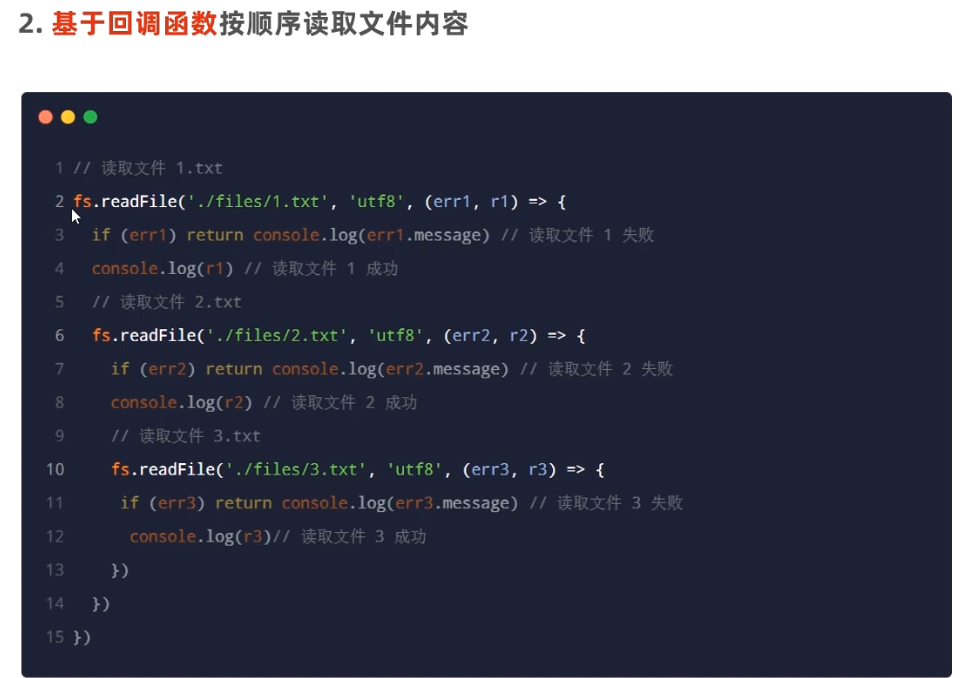 2. 基于回调函数按顺序读取文件内容
1 // 读取文件 1.txt
2 fs.readFile('./files/1.txt', 'utf8', (err1, r1) => {
3   if (err1) return console.log(err1.message) // 读取文件 1 失败
4   console.log(r1) // 读取文件 1 成功
5   // 读取文件 2.txt
6   fs.readFile('./files/2.txt', 'utf8', (err2, r2) => {
7     if (err2) return console.log(err2.message) // 读取文件 2 失败
8     console.log(r2) // 读取文件 2 成功
9     // 读取文件 3.txt
10     fs.readFile('./files/3.txt', 'utf8', (err3, r3) => {
11      if (err3) return console.log(err3.message) // 读取文件 3 失败
12       console.log(r3)// 读取文件 3 成功
13     })
14   })
15 })